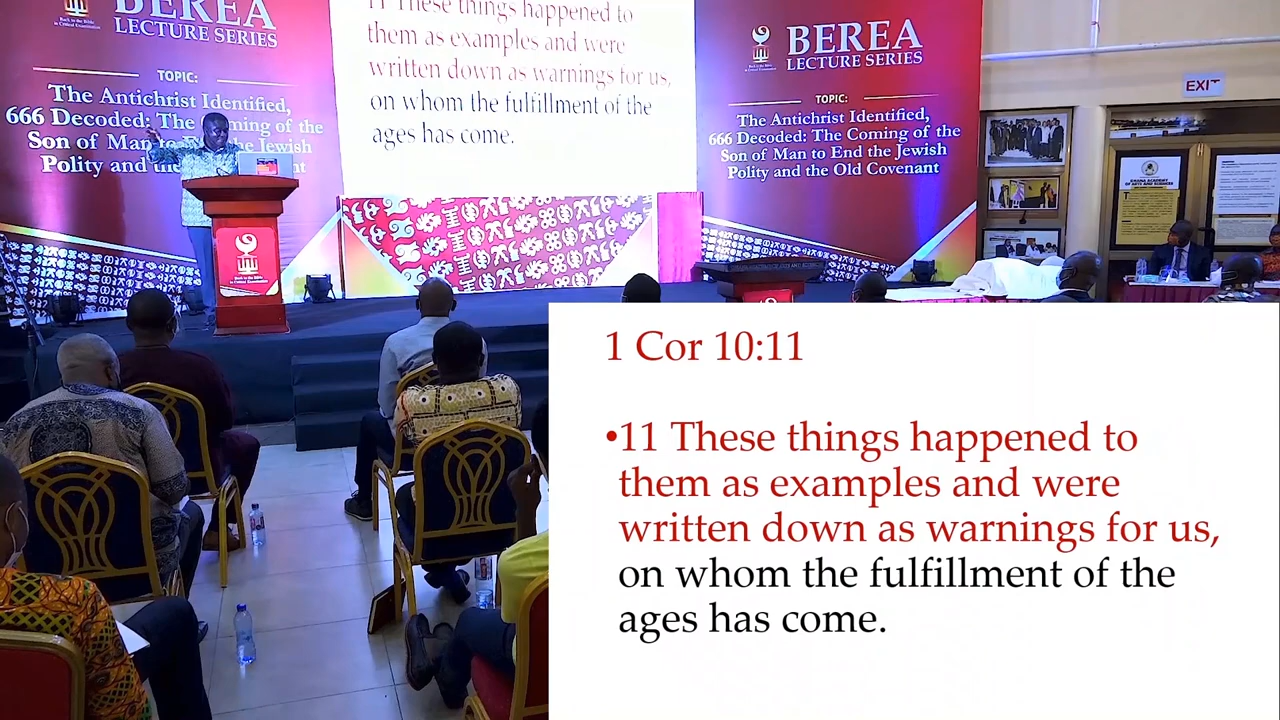 BEREA
LECTURE SERIES
TOPIC:
The Antichrist Identified,
666 Decoded: The Coming of the
Son of Man to End the Jewish
Polity and the
11 These things happened to
them as examples and were
written down as warnings for us,
on whom the fulfillment of the
ages has come.
BEREA
LECTURE SERIES
TOPIC:
The Antichrist Identified,
666 Decoded: The Coming of the
Son of Man to End the Jewish
Polity and the Old Covenant
EXIT
1 Cor 10:11
•11 These things happened to
them as examples and were
written down as warnings for us,
on whom the fulfillment of the
ages has come.